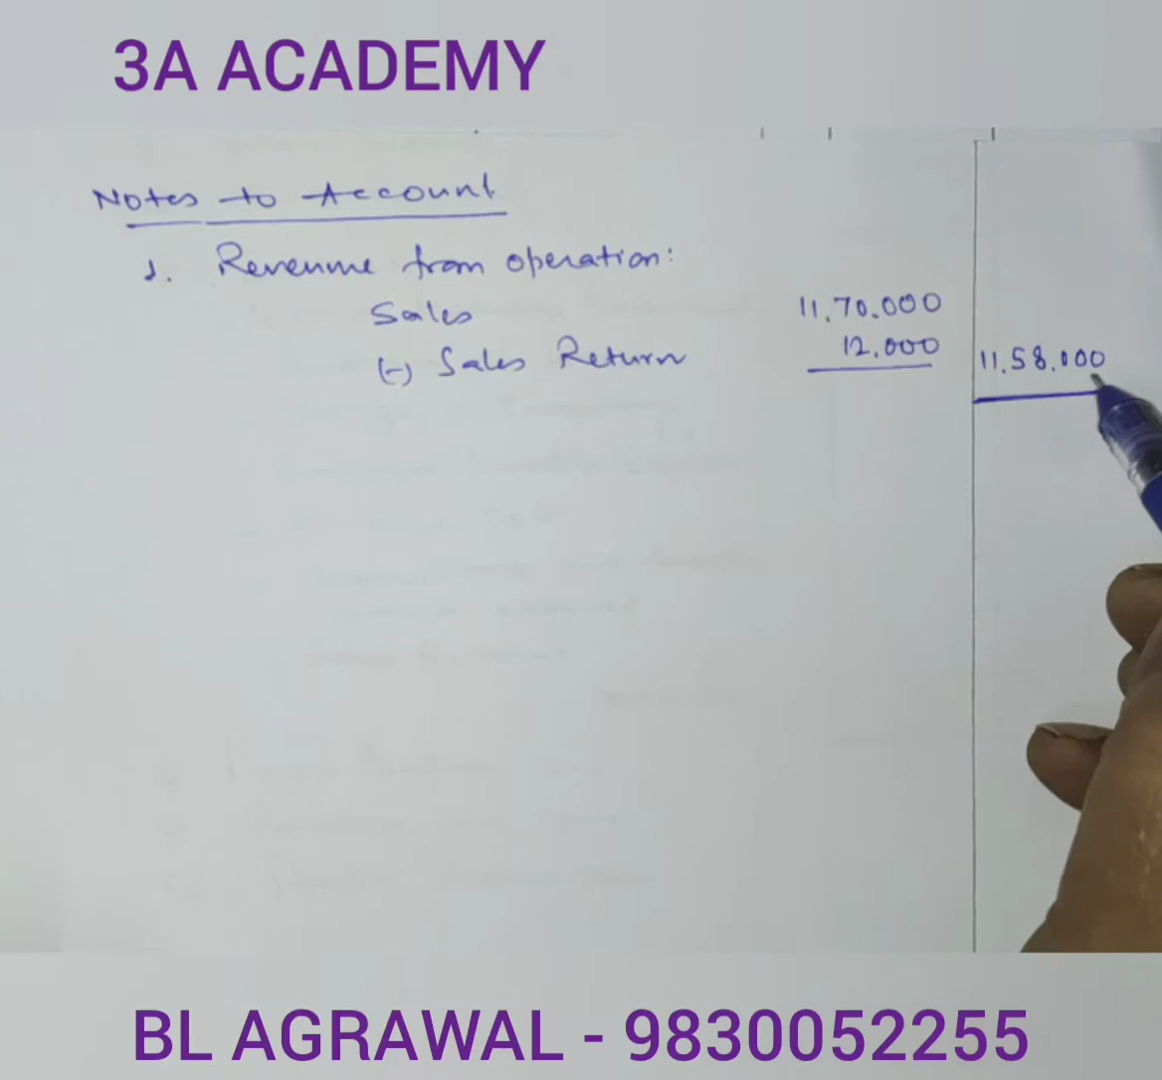 3A ACADEMY
Notes to Account
1. Revenue from operation:
Sales 11,70,000
(-) Sales Return 12,000 11,58,000
BL AGRAWAL - 9830052255